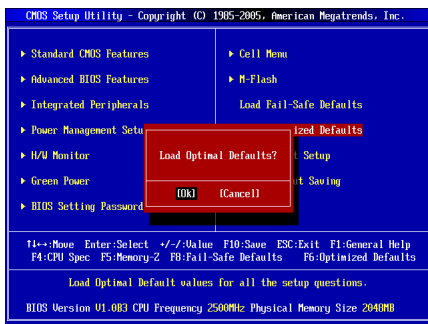 CMOS Setup Utility - Copyright (C) 1985-2005, American Megatrends, Inc.
▶ Standard CMOS Features
▶ Cell Menu
▶ Advanced BIOS Features
▶ M-Flash
▶ Integrated Peripherals
Load Fail-Safe Defaults
▶ Power Management Setu
ized Defaults
▶ H/W Monitor
Load Optimal Defaults?
t Setup
▶ Green Power
[Ok] [Cancel]
ut Saving
▶ BIOS Setting Password
↑↓↔:Move Enter:Select +/-/:Value F10:Save ESC:Exit F1:General Help
F4:CPU Spec F5:Memory-Z F8:Fail-Safe Defaults F6:Optimized Defaults
Load Optimal Default values for all the setup questions.
BIOS Version V1.0B3 CPU Frequency 2500MHz Physical Memory Size 2048MB